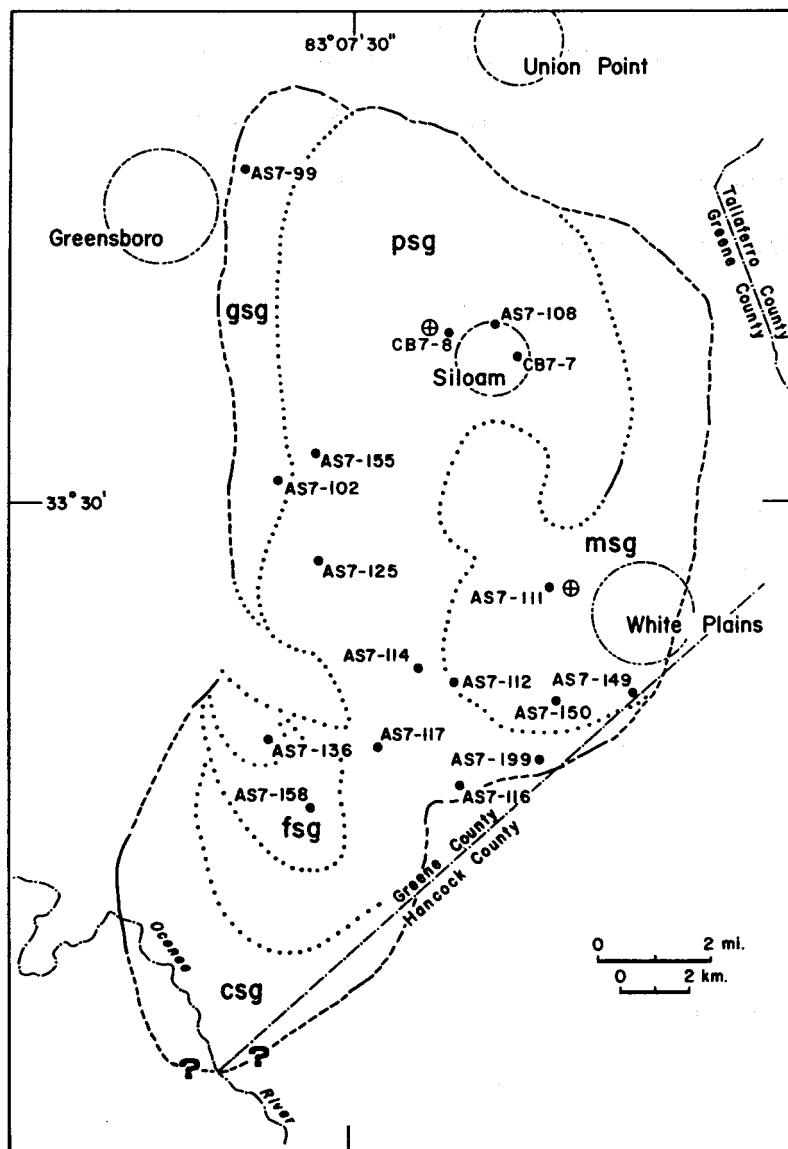 83°07'30"
Union Point
AS7-99
Greensboro
Taliaferro County
Greene County
psg
gsg
AS7-108
CB7-8
Siloam
CB7-7
AS7-155
AS7-102
33°30'
msg
AS7-125
AS7-111
White Plains
AS7-114
AS7-112
AS7-149
AS7-150
AS7-117
AS7-136
AS7-199
AS7-158
AS7-116
fsg
Greene County
Hancock County
Oconee
0 2 mi.
0 2 km.
csg
? ?
River